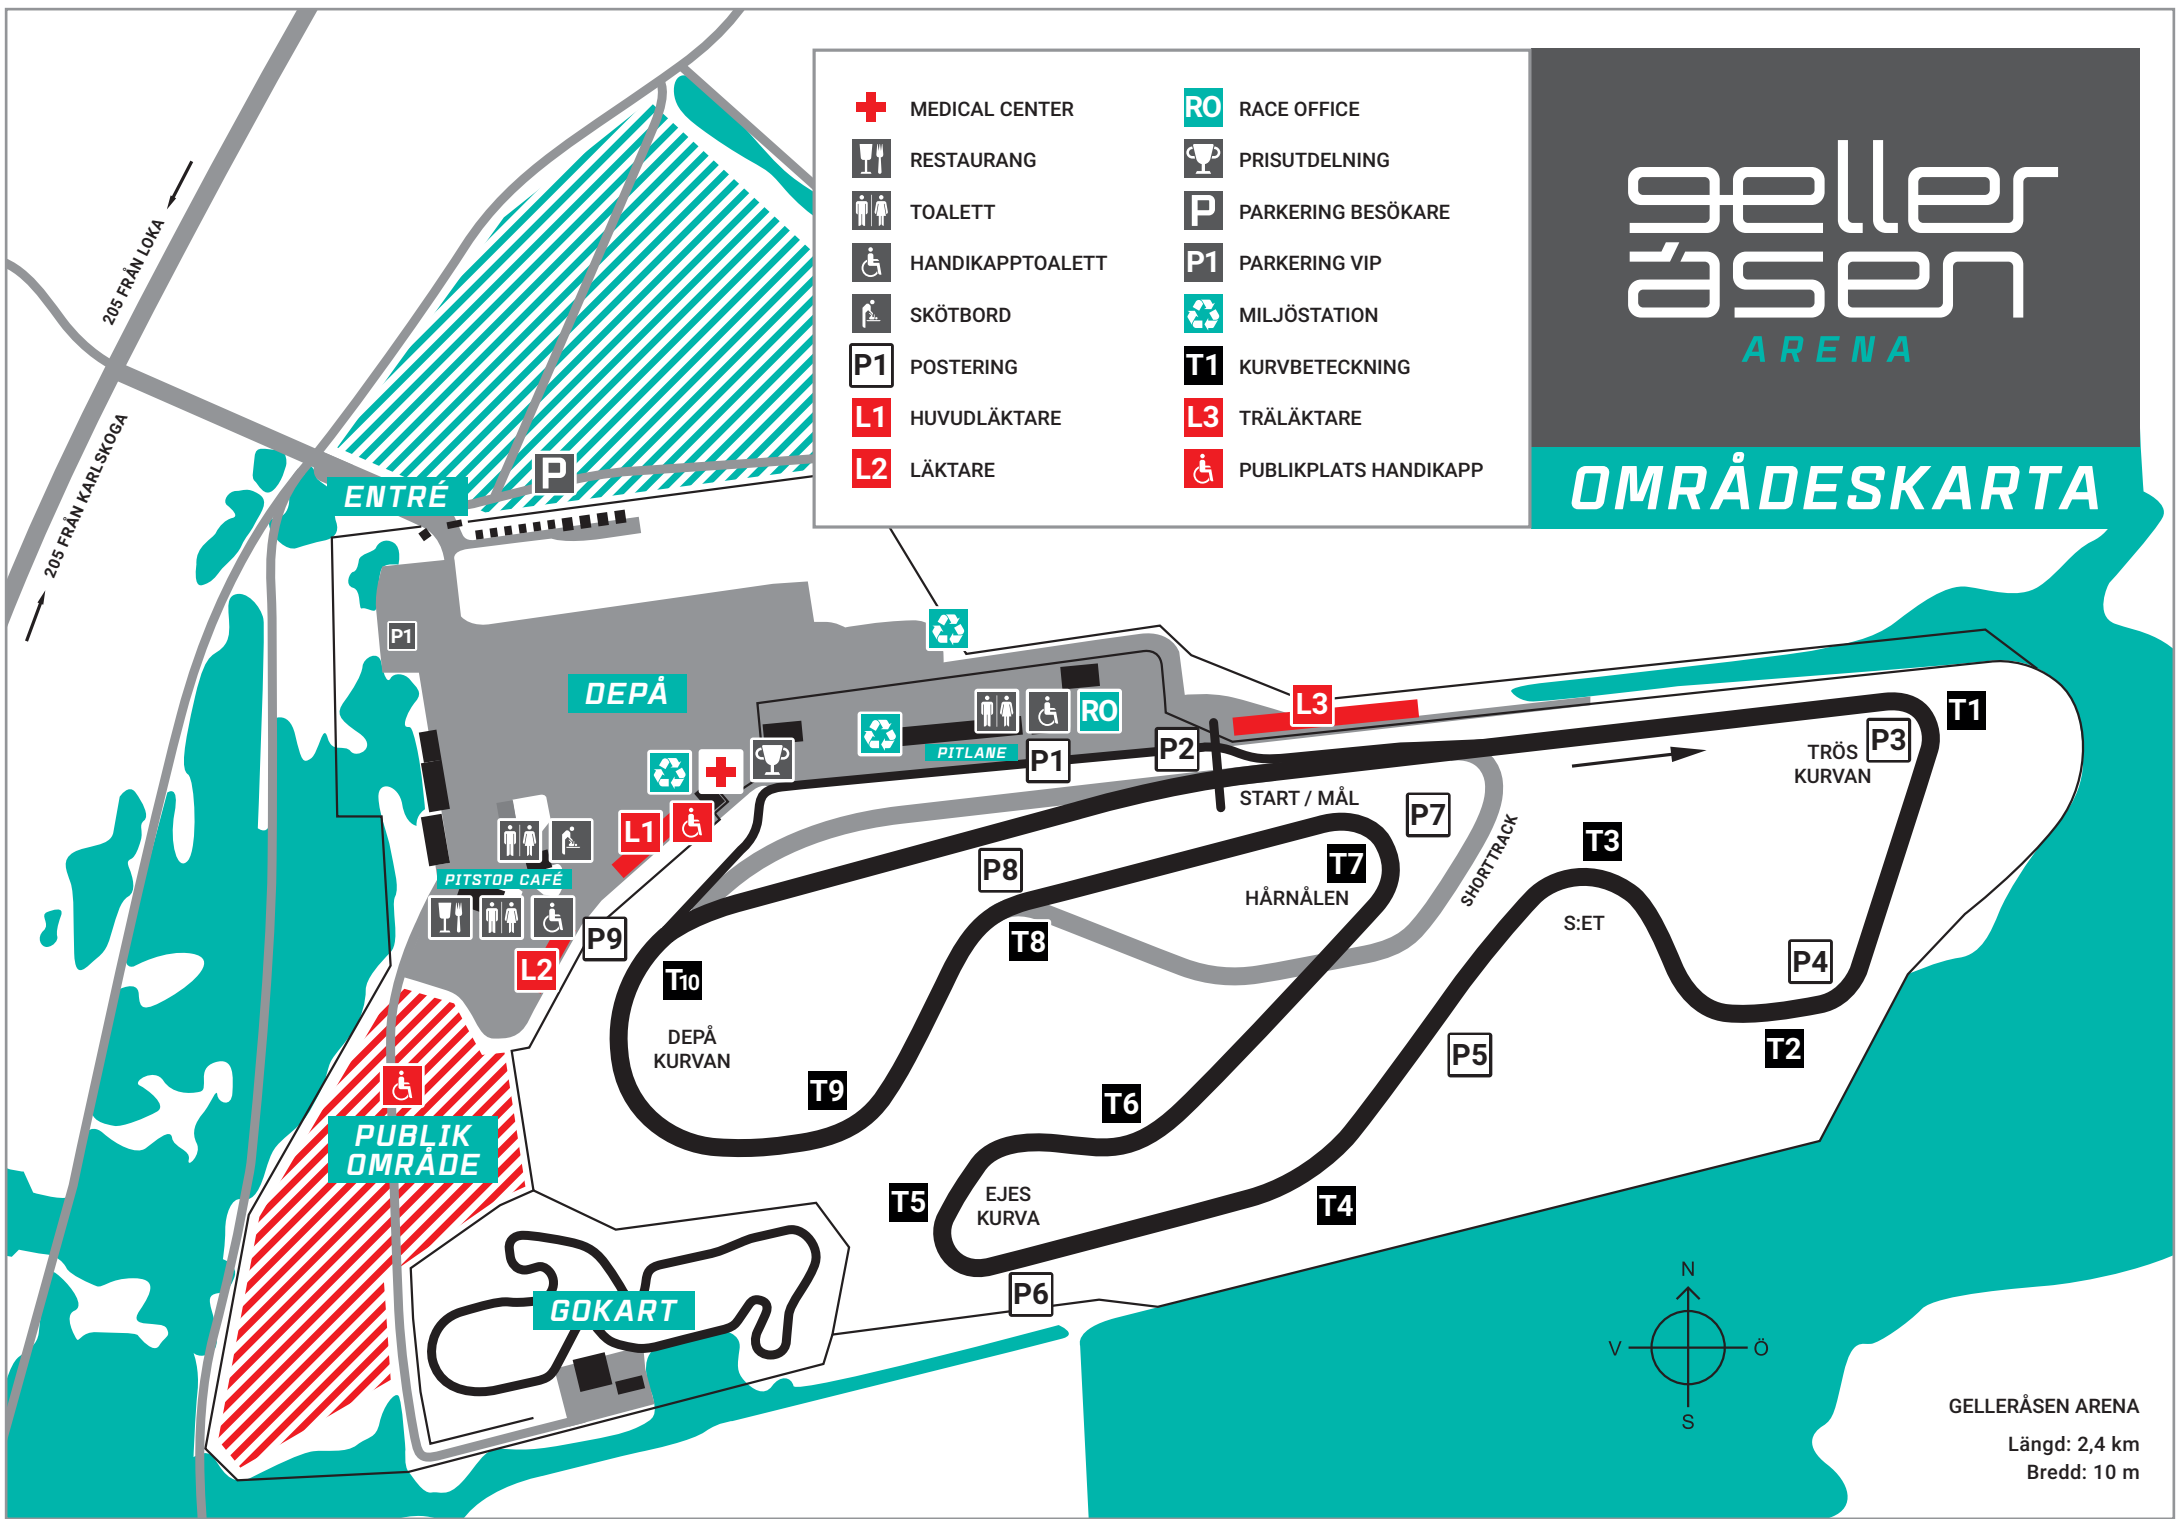 MEDICAL CENTER
RESTAURANG
TOALETT
HANDIKAPPTOALETT
SKÖTBORD
P1 POSTERING
L1 HUVUDLÄKTARE
L2 LÄKTARE
RO RACE OFFICE
PRISUTDELNING
P PARKERING BESÖKARE
P1 PARKERING VIP
MILJÖSTATION
T1 KURVBETECKNING
L3 TRÄLÄKTARE
PUBLIKPLATS HANDIKAPP
geller
åsen
ARENA
OMRÅDESKARTA
205 FRÅN LOKA
205 FRÅN KARLSKOGA
ENTRÉ
P
P1
DEPÅ
RO
PITLANE
P1
P2
L3
T1
P3
TRÖS
KURVAN
START / MÅL
P7
SHORTTRACK
T3
L1
P8
T7
HÅRNÅLEN
S:ET
PITSTOP CAFÉ
P9
T8
P4
L2
T10
DEPÅ
KURVAN
P5
T2
T9
T6
PUBLIK
OMRÅDE
T5
EJES
KURVA
T4
P6
GOKART
N
V
Ö
S
GELLERÅSEN ARENA
Längd: 2,4 km
Bredd: 10 m